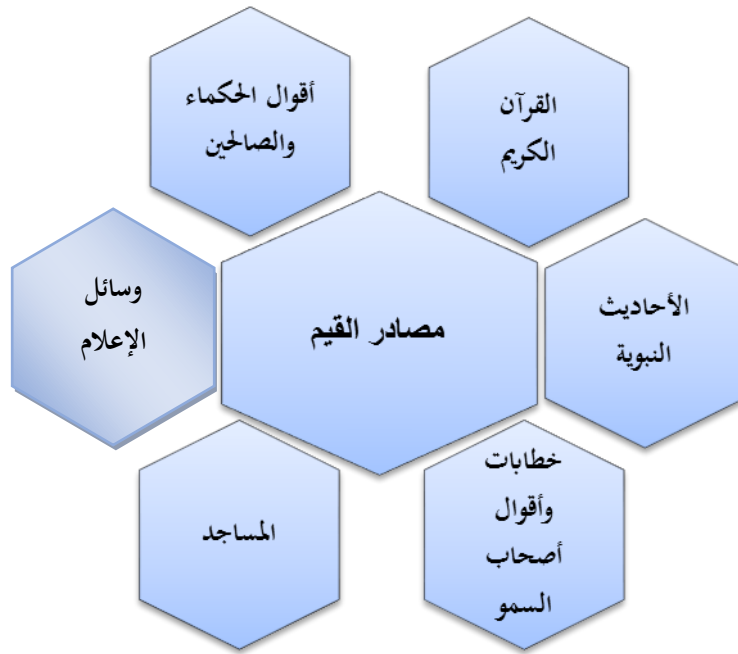 أقوال الحكماء
والصالحين
القرآن
الكريم
وسائل
الإعلام
مصادر القيم
الأحاديث
النبوية
المساجد
خطابات
وأقوال
أصحاب
السمو